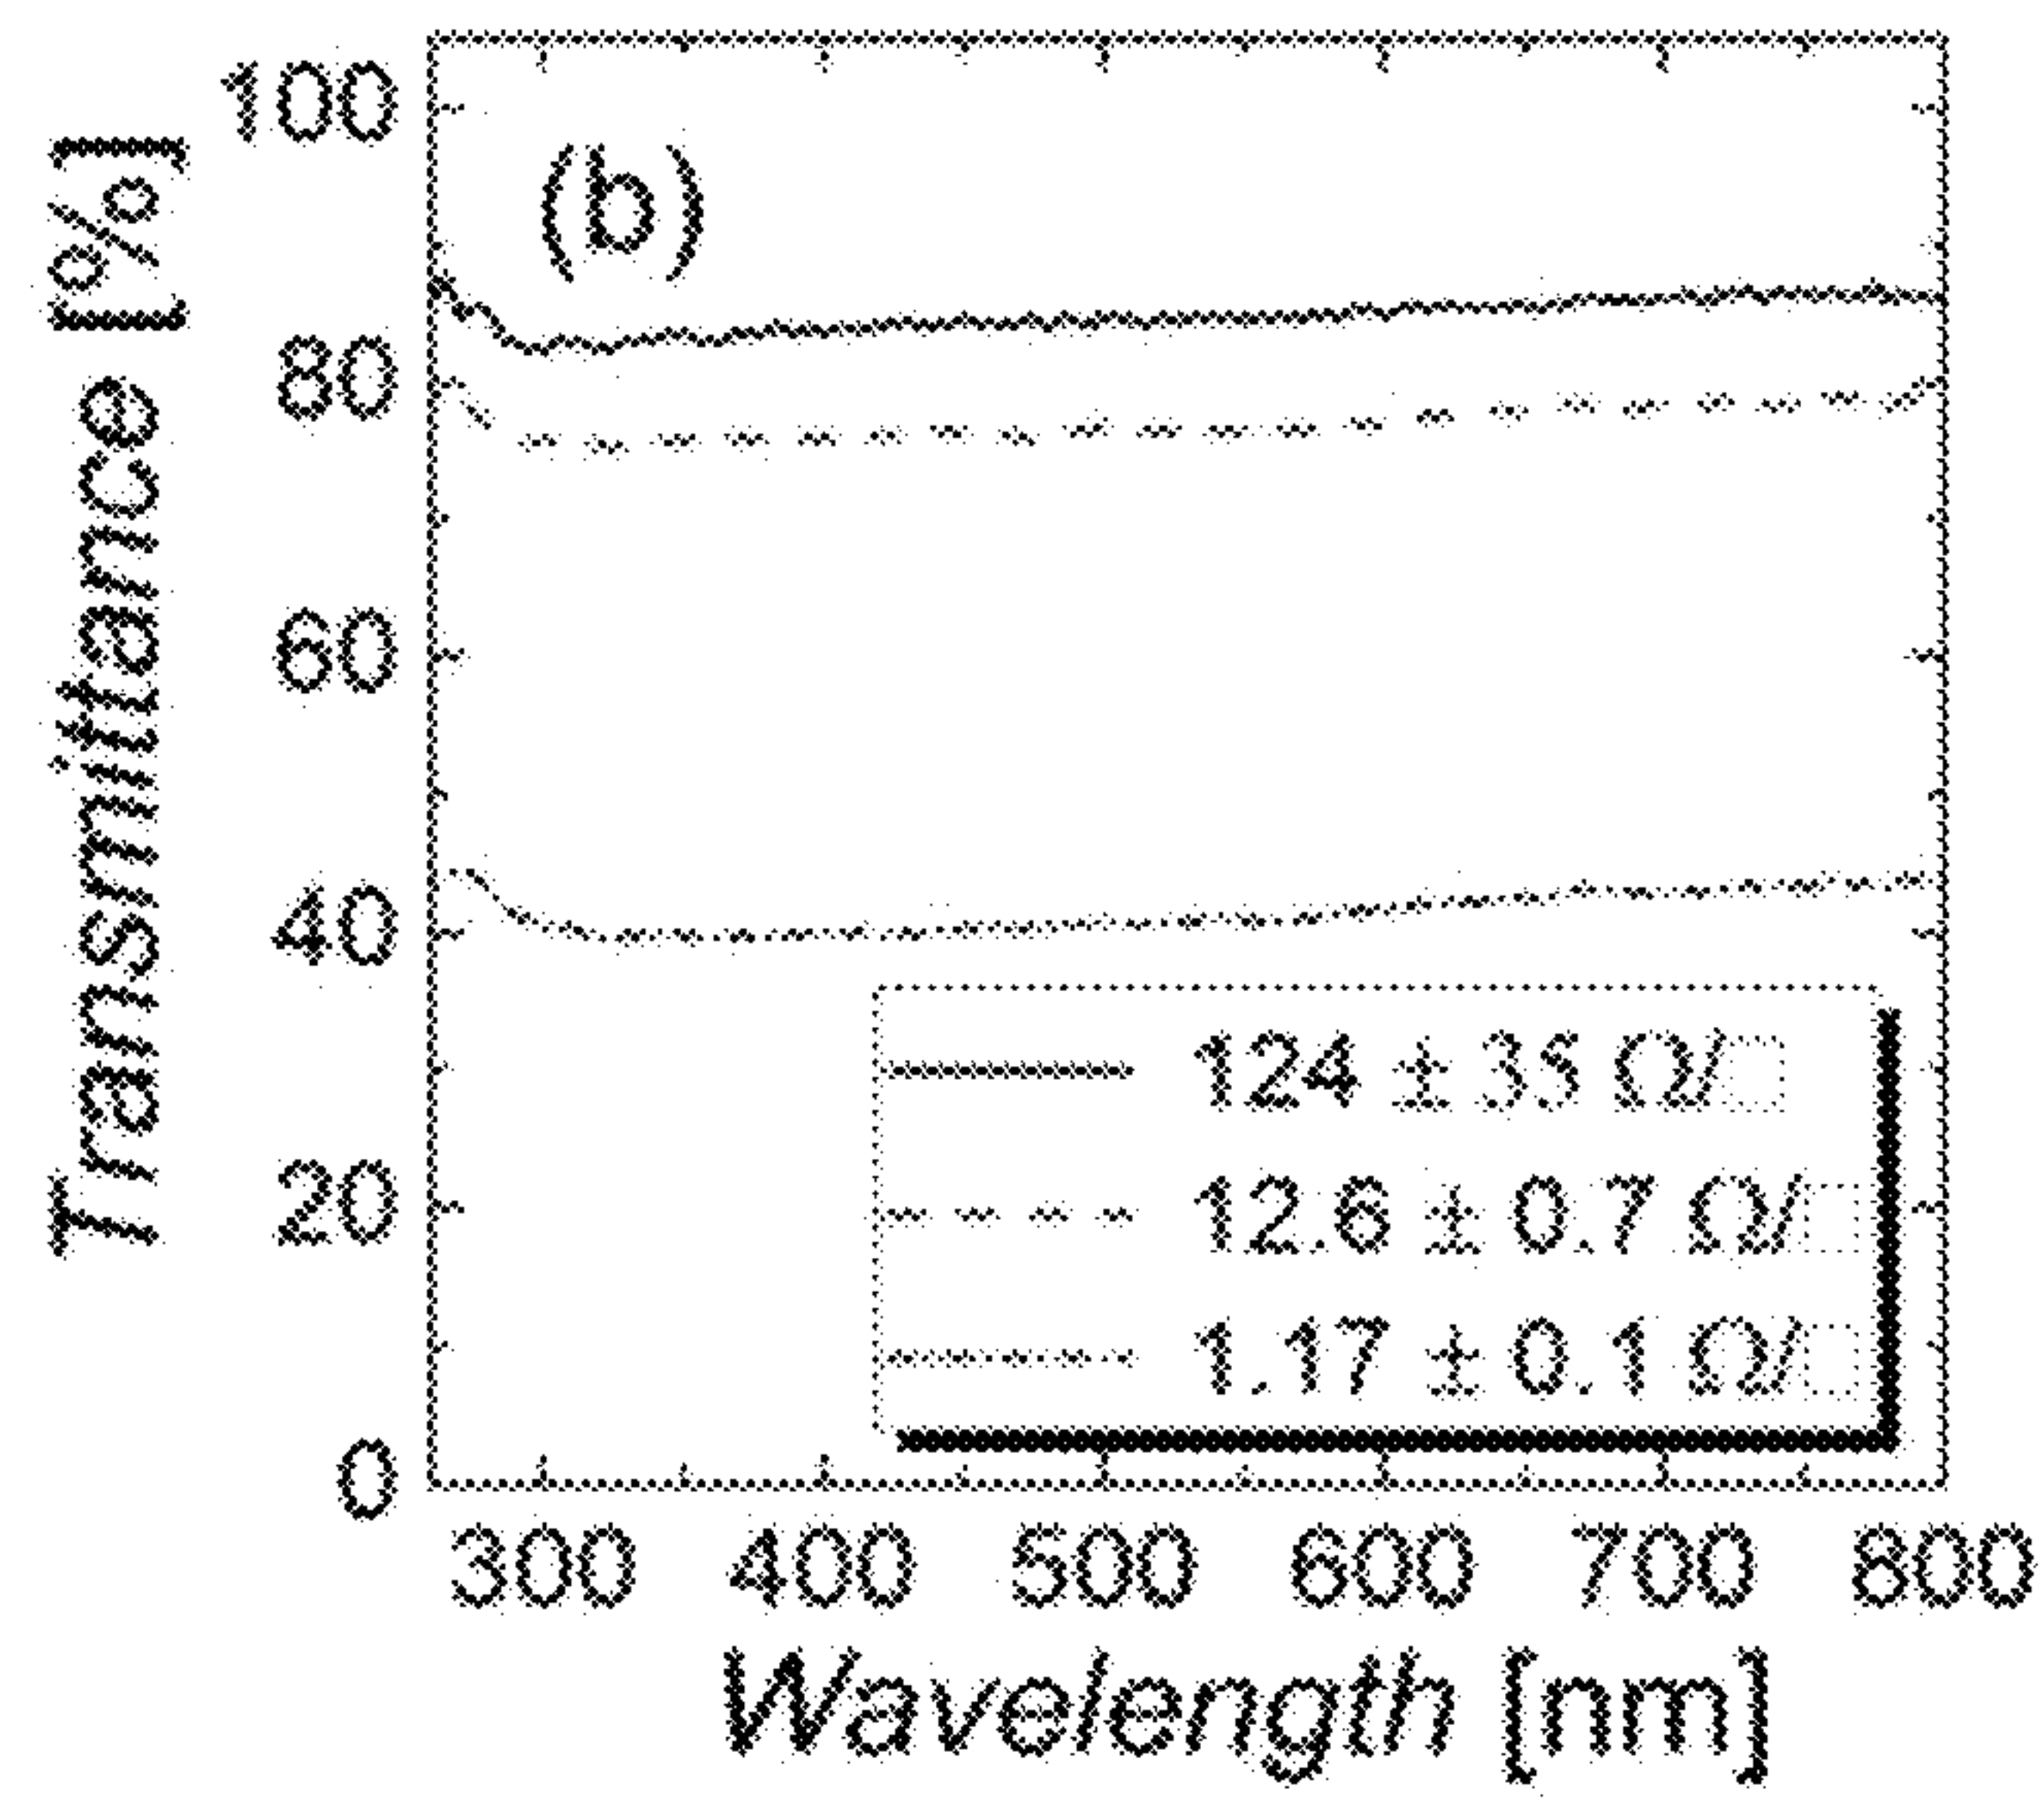 Transmittance [%]
100
80
60
40
20
0
(b)
124 ± 35 Ω/□
12.6 ± 0.7 Ω/□
1.17 ± 0.1 Ω/□
300 400 500 600 700 800
Wavelength [nm]